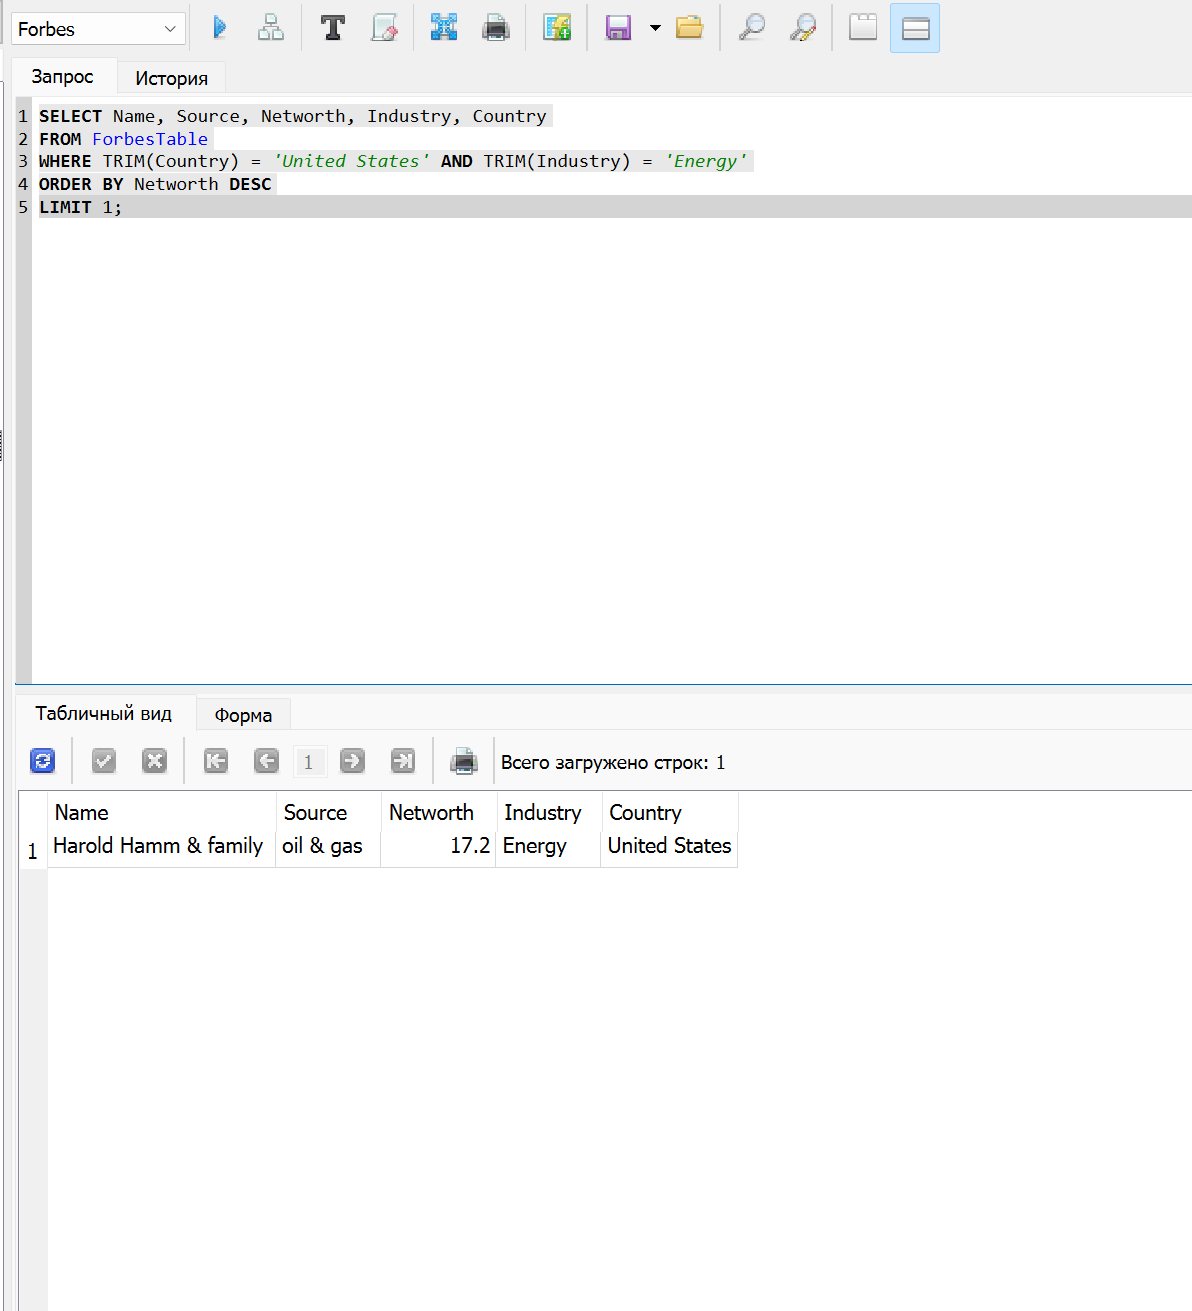 Forbes
Запрос История
1 SELECT Name, Source, Networth, Industry, Country
2 FROM ForbesTable
3 WHERE TRIM(Country) = 'United States' AND TRIM(Industry) = 'Energy'
4 ORDER BY Networth DESC
5 LIMIT 1;
Табличный вид Форма
1 Всего загружено строк: 1
Name Source Networth Industry Country
1 Harold Hamm & family oil & gas 17.2 Energy United States